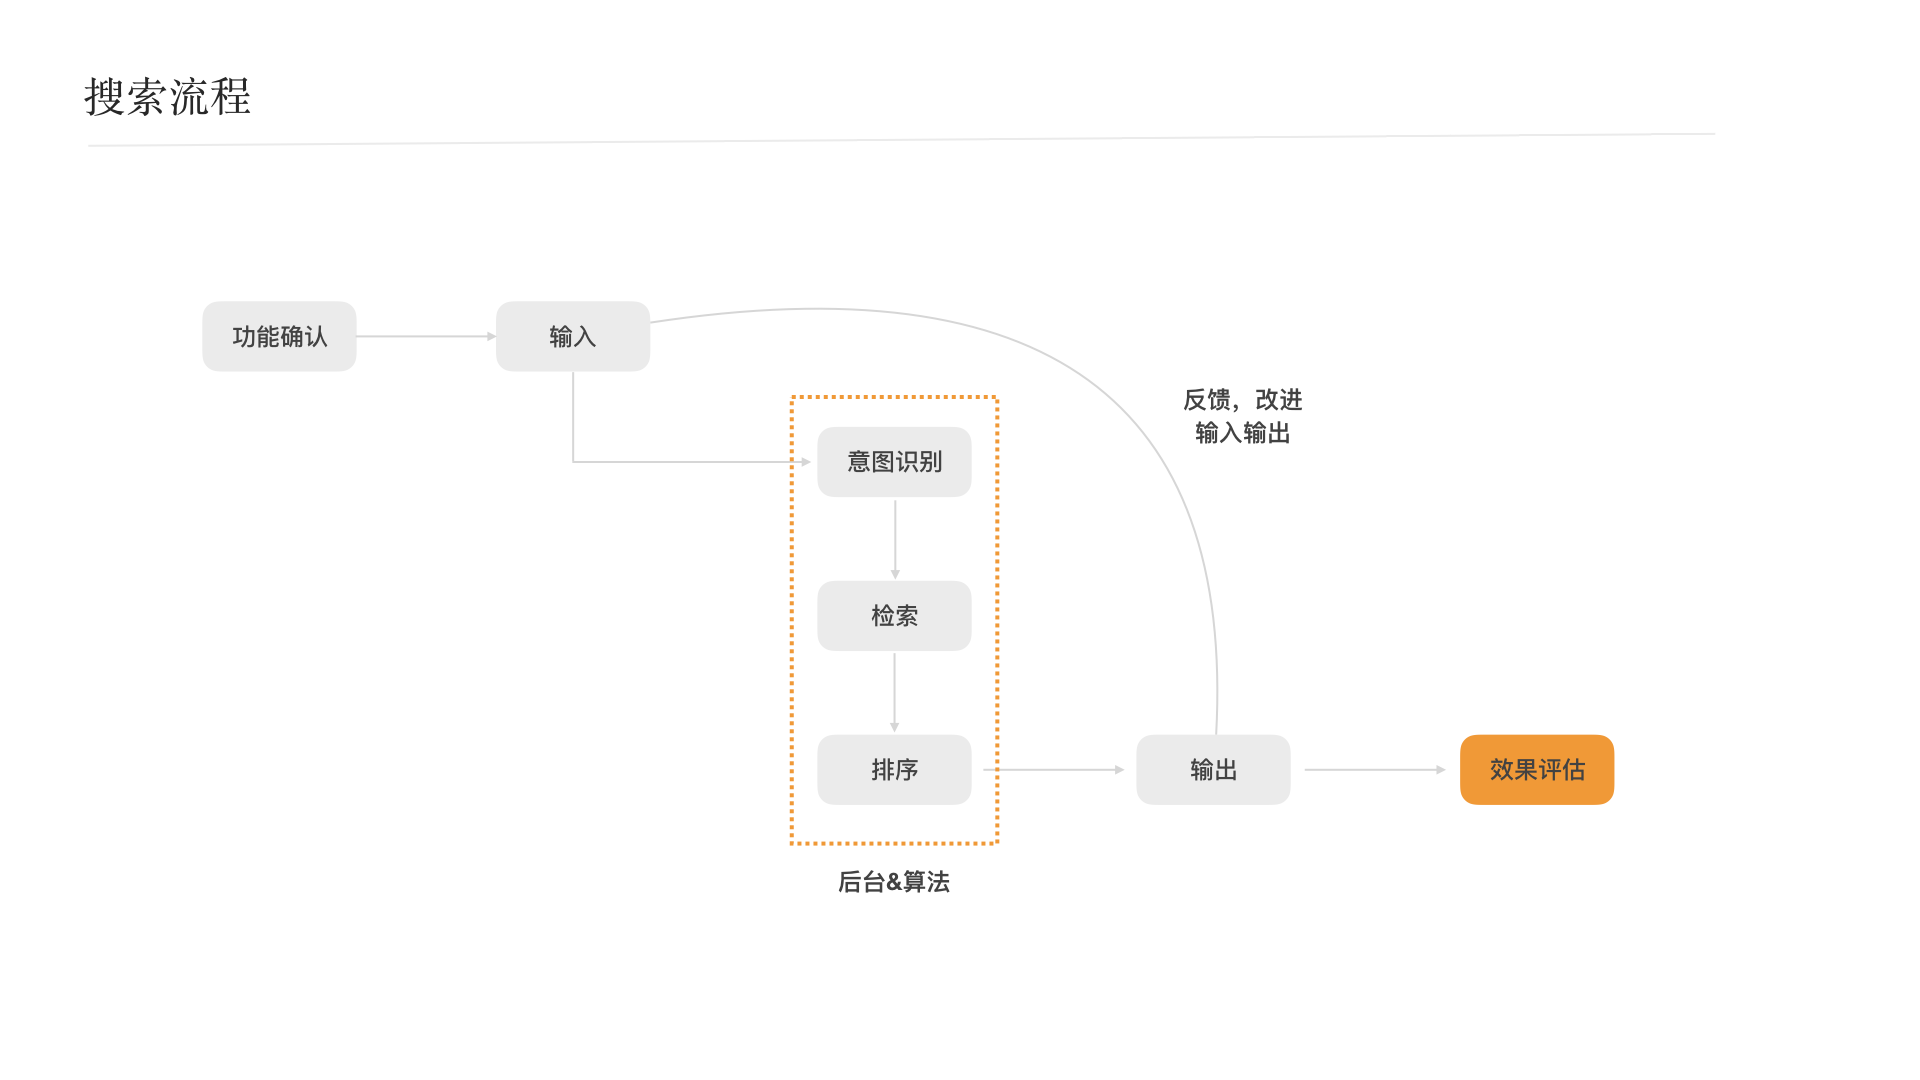 搜索流程
功能确认
输入
反馈，改进
输入输出
意图识别
检索
排序
输出
效果评估
后台&算法